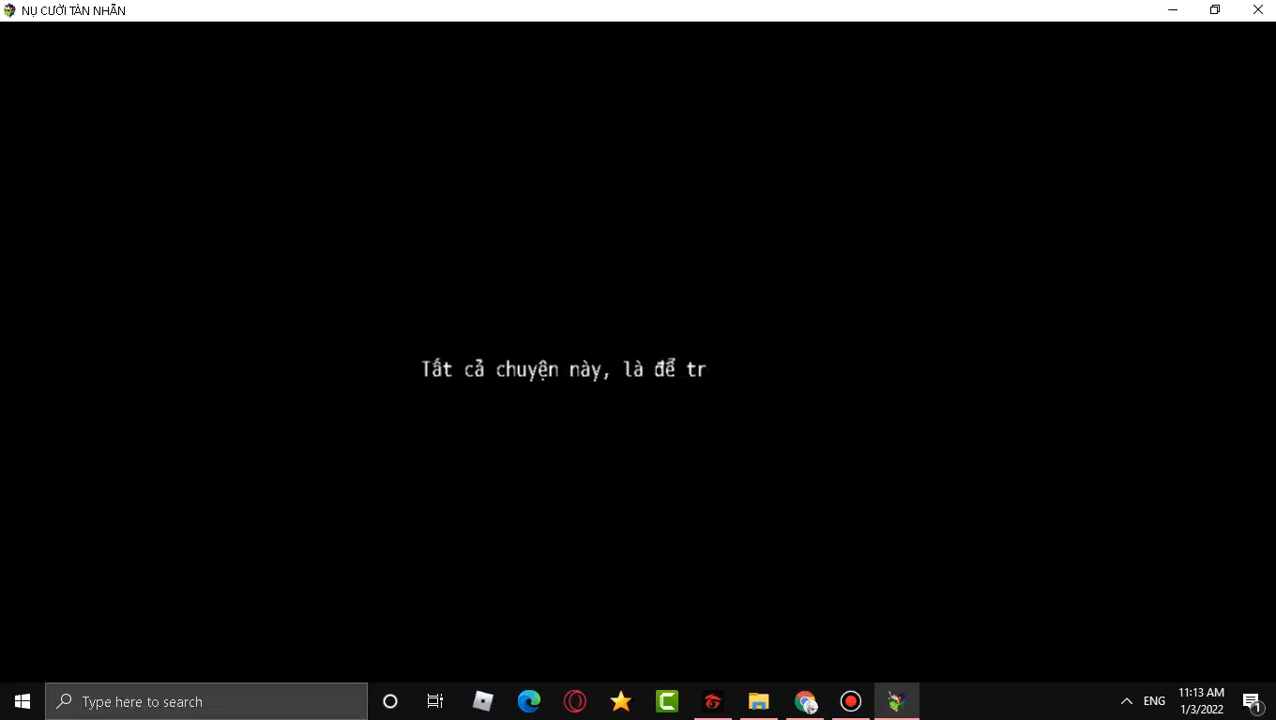 NỤ CƯỜI TÀN NHẪN
Tất cả chuyện này, là để tr
Type here to search
ENG
11:13 AM
1/3/2022
1